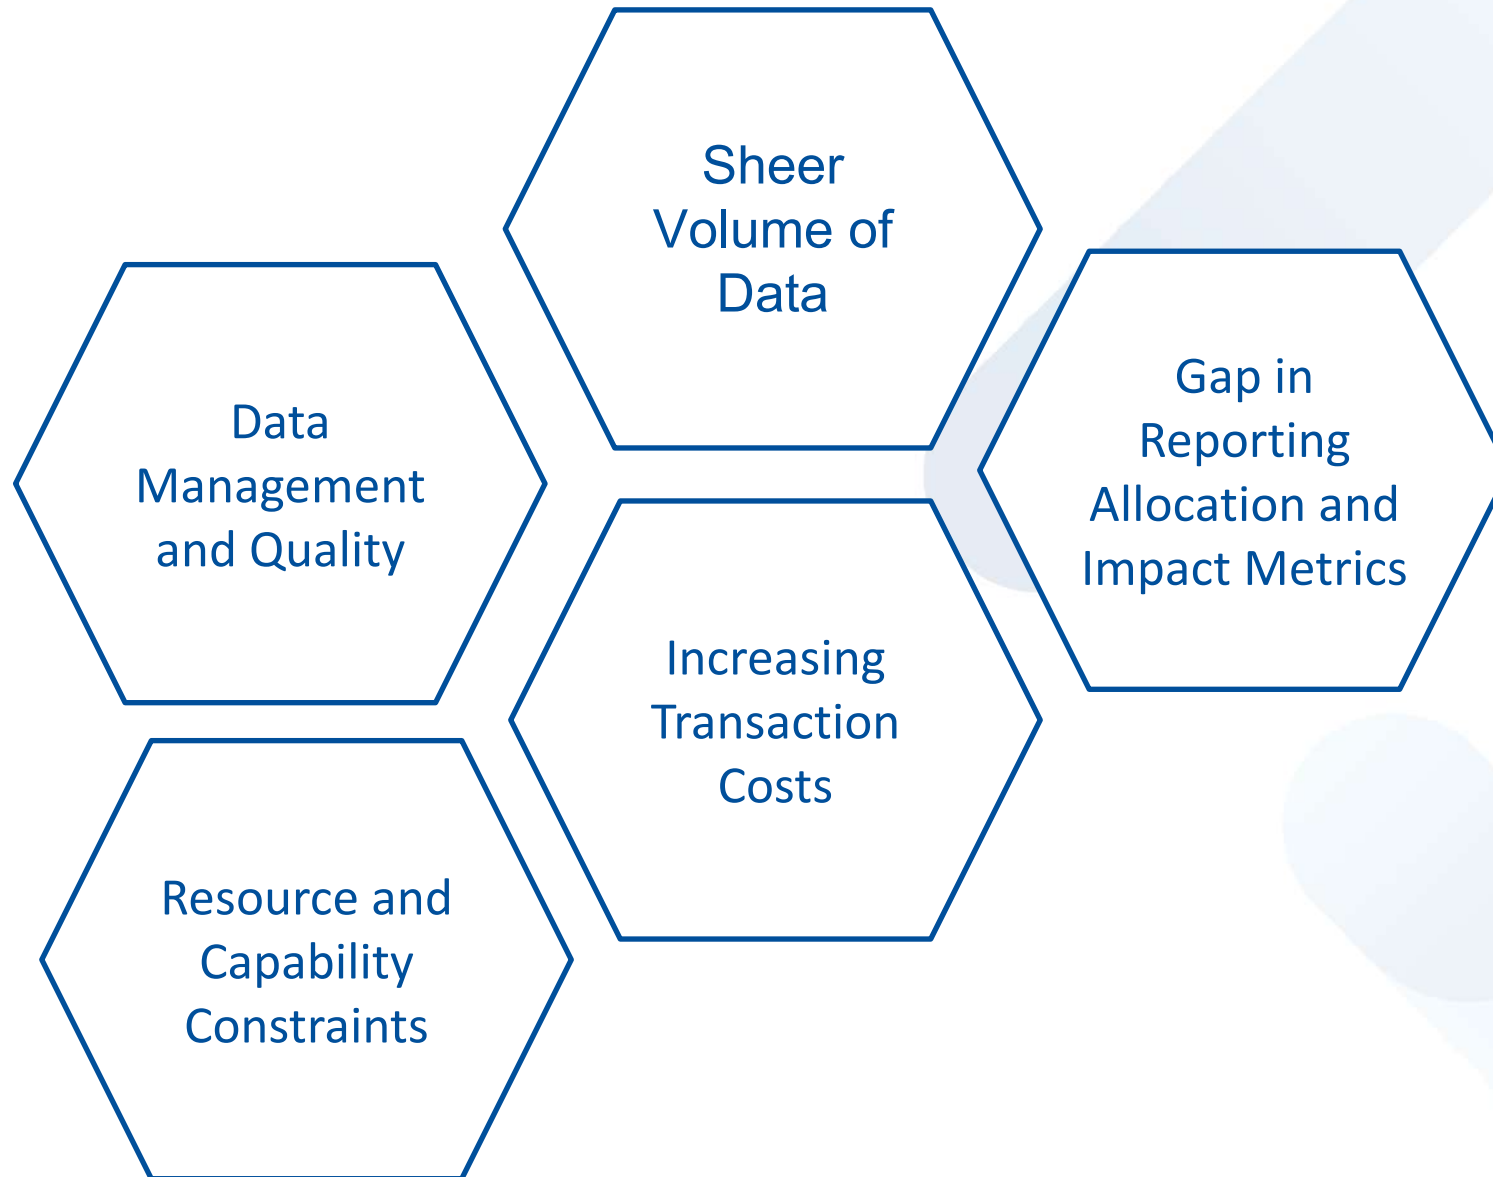 Sheer
Volume of
Data
Gap in
Reporting
Allocation and
Impact Metrics
Data
Management
and Quality
Increasing
Transaction
Costs
Resource and
Capability
Constraints